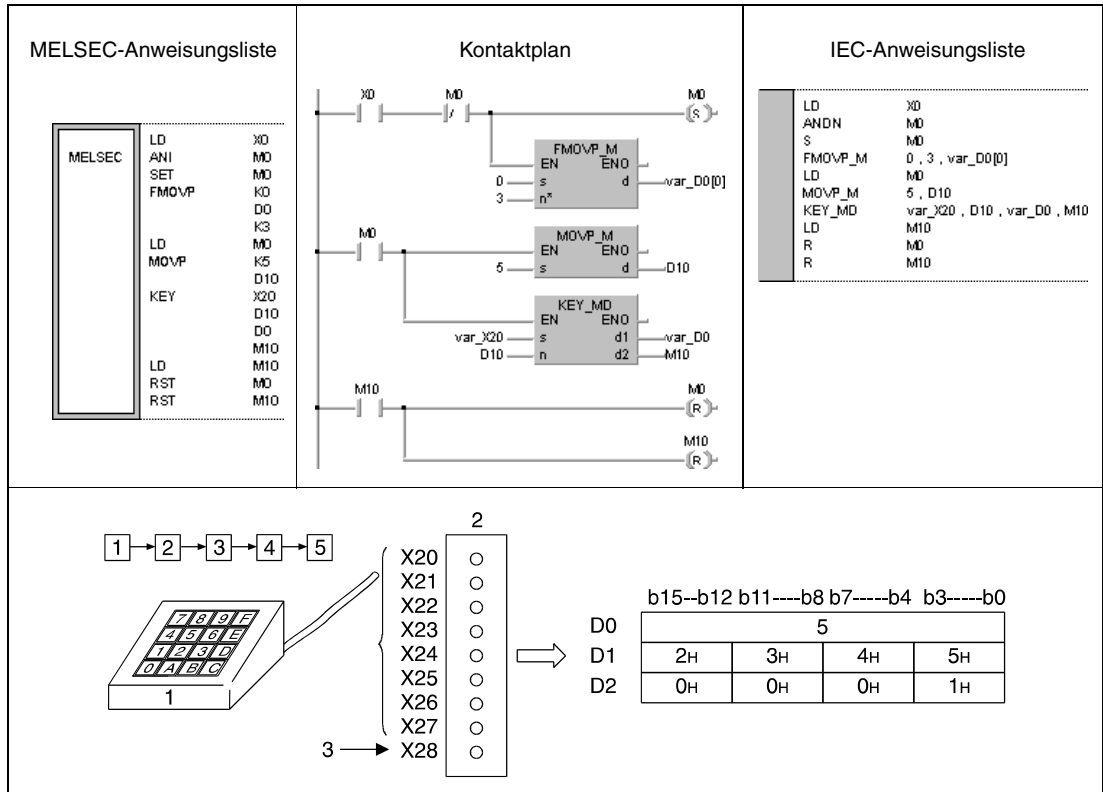 MELSEC-Anweisungsliste
MELSEC
LD X0
ANI M0
SET M0
FMOVP K0
D0
K3
LD M0
MOVP K5
D10
KEY X20
D10
D0
M10
LD M10
RST M0
RST M10
Kontaktplan
X0 M0 M0
/ S
FMOVP_M
EN ENO
0 s d var_D0[0]
3 n*
M0
MOVP_M
EN ENO
5 s d D10
KEY_MD
EN ENO
var_X20 s d1 var_D0
D10 n d2 M10
M10 M0
R
M10
R
IEC-Anweisungsliste
LD X0
ANDN M0
S M0
FMOVP_M 0 , 3 , var_D0[0]
LD M0
MOVP_M 5 , D10
KEY_MD var_X20 , D10 , var_D0 , M10
LD M10
R M0
R M10
1 2 3 4 5
7 8 9 F
4 5 6 E
1 2 3 D
0 A B C
1
2
X20
X21
X22
X23
X24
X25
X26
X27
3 X28
b15--b12 b11----b8 b7-----b4 b3-----b0
D0 5
D1 2H 3H 4H 5H
D2 0H 0H 0H 1H